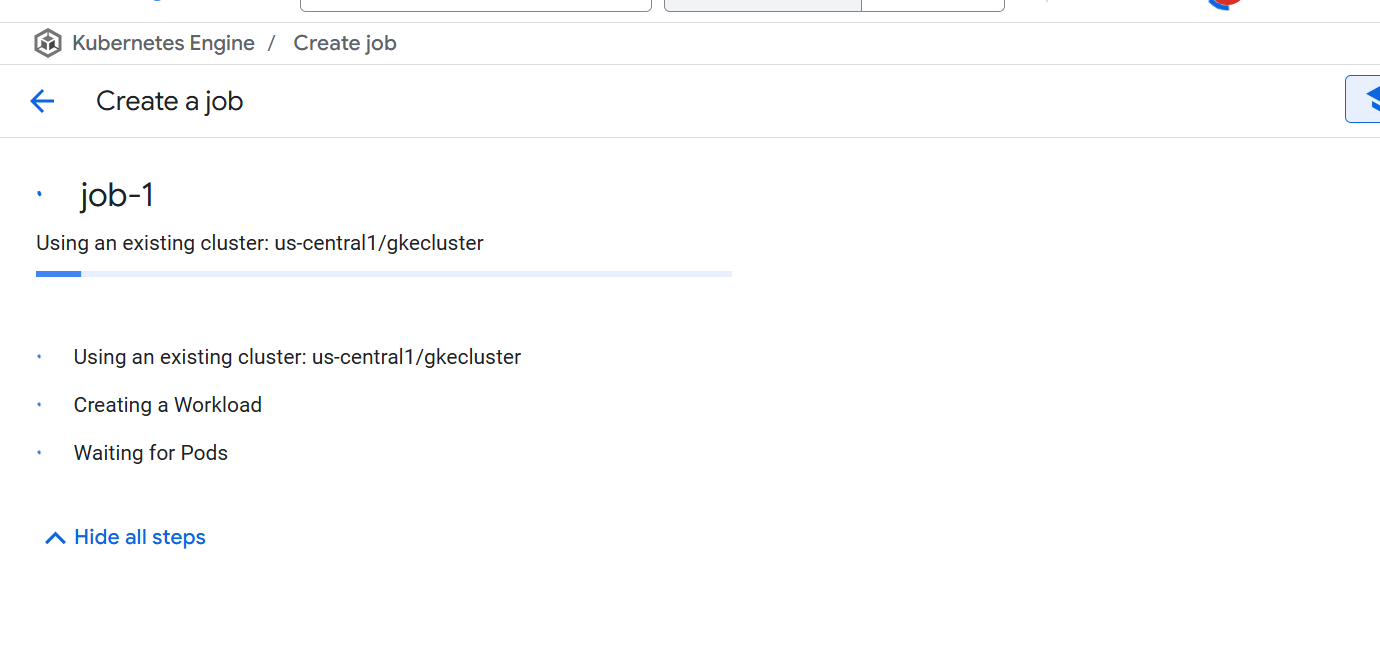 Kubernetes Engine / Create job
Create a job
job-1
Using an existing cluster: us-central1/gkecluster
Using an existing cluster: us-central1/gkecluster
Creating a Workload
Waiting for Pods
Hide all steps